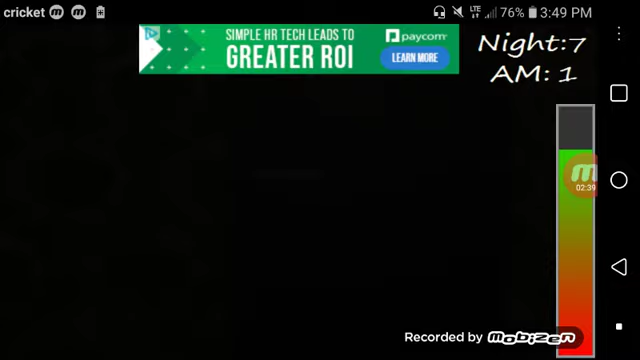 cricket
LTE 76% 3:49 PM
SIMPLE HR TECH LEADS TO
GREATER ROI
paycom
LEARN MORE
Night:7
AM: 1
02:39
Recorded by mobizen